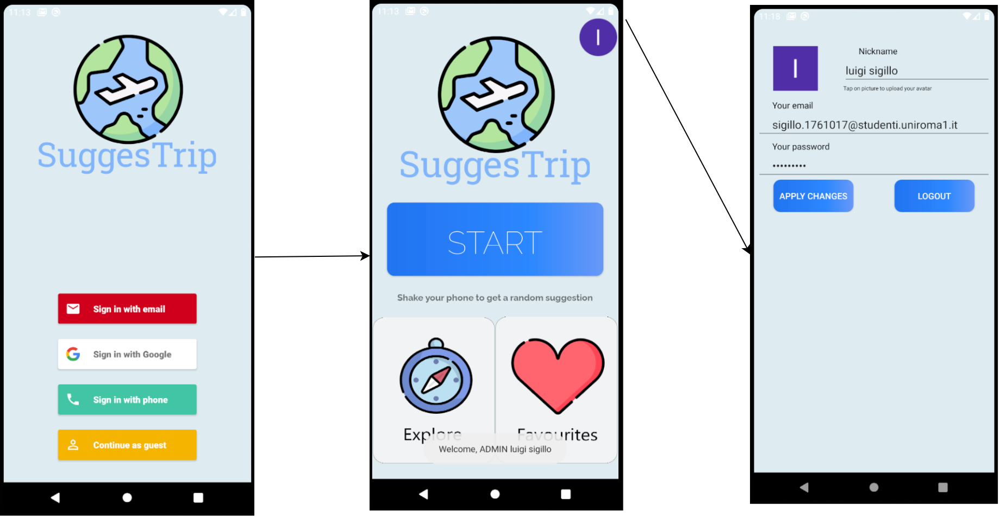 11:13
SuggesTrip
Sign in with email
Sign in with Google
Sign in with phone
Continue as guest
11:13
I
SuggesTrip
START
Shake your phone to get a random suggestion
Explore
Favourites
Welcome, ADMIN luigi sigillo
11:18
I
Nickname
luigi sigillo
Tap on picture to upload your avatar
Your email
sigillo.1761017@studenti.uniroma1.it
Your password
•••••••••
APPLY CHANGES
LOGOUT